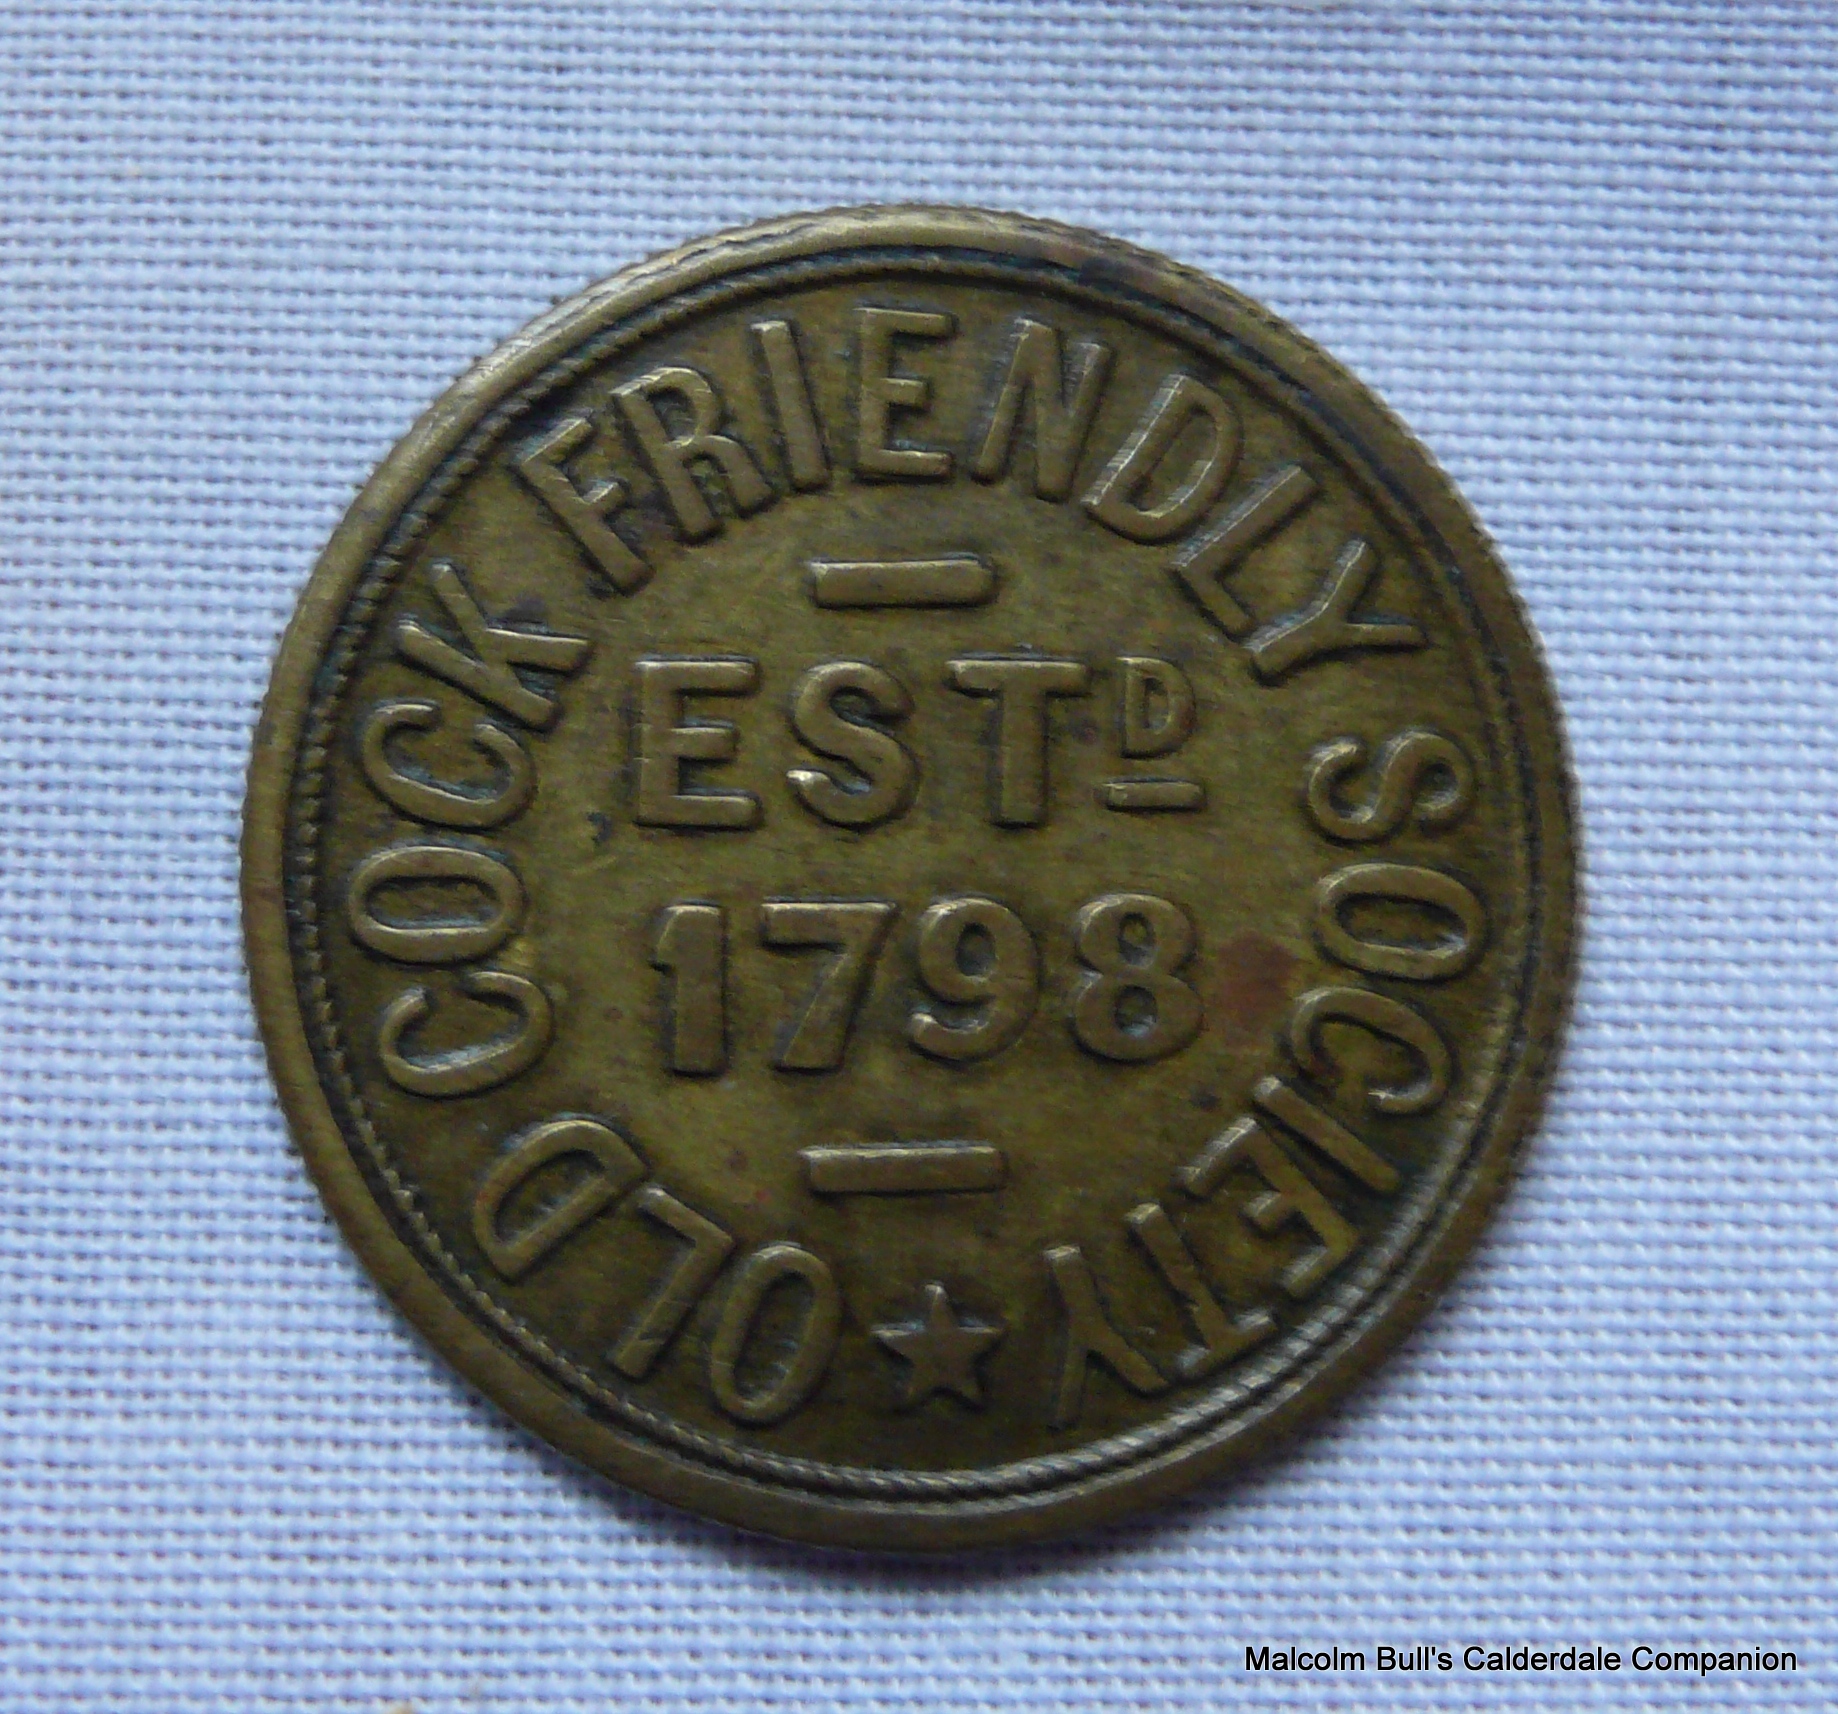 OLD COCK FRIENDLY SOCIETY
ESTD
1798
Malcolm Bull's Calderdale Companion